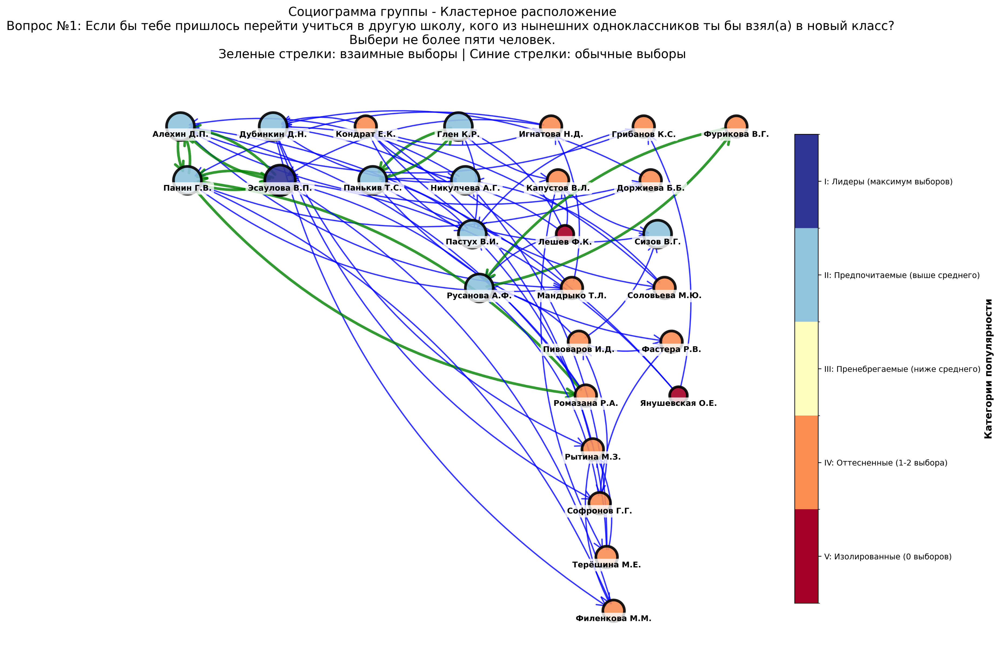 Социограмма группы - Кластерное расположение
Вопрос №1: Если бы тебе пришлось перейти учиться в другую школу, кого из нынешних одноклассников ты бы взял(а) в новый класс?
Выбери не более пяти человек.
Зеленые стрелки: взаимные выборы | Синие стрелки: обычные выборы
Алехин Д.П.
Дубинкин Д.Н.
Кондрат Е.К.
Глен К.Р.
Игнатова Н.Д.
Грибанов К.С.
Фурикова В.Г.
Панин Г.В.
Эсаулова В.П.
Панькив Т.С.
Никулчева А.Г.
Капустов В.Л.
Доржиева Б.Б.
Пастух В.И.
Лешев Ф.К.
Сизов В.Г.
Русанова А.Ф.
Мандрыко Т.Л.
Соловьева М.Ю.
Пивоваров И.Д.
Фастера Р.В.
Ромазана Р.А.
Янушевская О.Е.
Рытина М.З.
Софронов Г.Г.
Терёшина М.Е.
Филенкова М.М.
I: Лидеры (максимум выборов)
II: Предпочитаемые (выше среднего)
III: Пренебрегаемые (ниже среднего)
IV: Оттесненные (1-2 выбора)
V: Изолированные (0 выборов)
Категории популярности